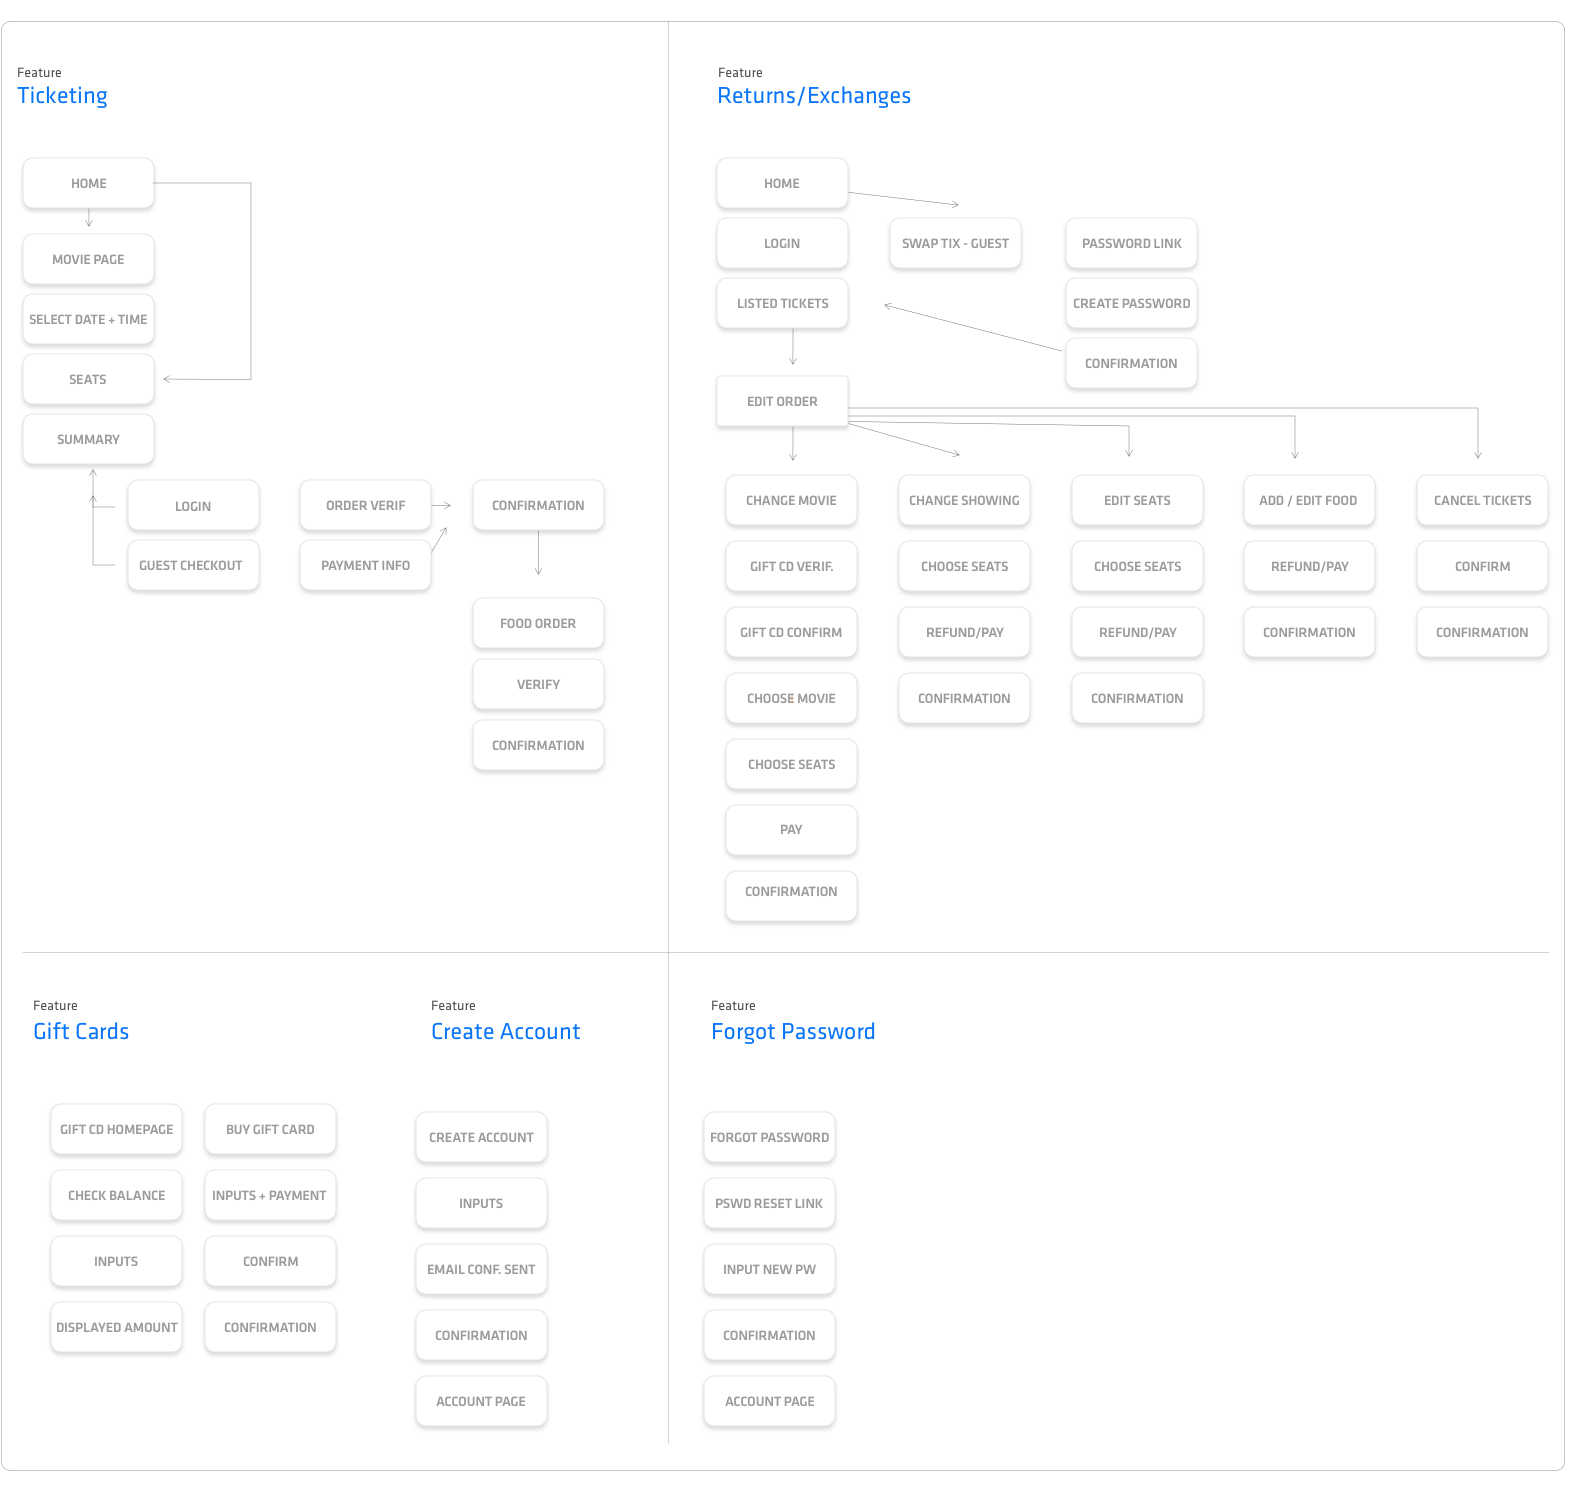 Feature
Ticketing
HOME
MOVIE PAGE
SELECT DATE + TIME
SEATS
SUMMARY
LOGIN
GUEST CHECKOUT
ORDER VERIF
PAYMENT INFO
CONFIRMATION
FOOD ORDER
VERIFY
CONFIRMATION
Feature
Returns/Exchanges
HOME
LOGIN
LISTED TICKETS
SWAP TIX - GUEST
PASSWORD LINK
CREATE PASSWORD
CONFIRMATION
EDIT ORDER
CHANGE MOVIE
GIFT CD VERIF.
GIFT CD CONFIRM
CHOOSE MOVIE
CHOOSE SEATS
PAY
CONFIRMATION
CHANGE SHOWING
CHOOSE SEATS
REFUND/PAY
CONFIRMATION
EDIT SEATS
CHOOSE SEATS
REFUND/PAY
CONFIRMATION
ADD / EDIT FOOD
REFUND/PAY
CONFIRMATION
CANCEL TICKETS
CONFIRM
CONFIRMATION
Feature
Gift Cards
GIFT CD HOMEPAGE
CHECK BALANCE
INPUTS
DISPLAYED AMOUNT
BUY GIFT CARD
INPUTS + PAYMENT
CONFIRM
CONFIRMATION
Feature
Create Account
CREATE ACCOUNT
INPUTS
EMAIL CONF. SENT
CONFIRMATION
ACCOUNT PAGE
Feature
Forgot Password
FORGOT PASSWORD
PSWD RESET LINK
INPUT NEW PW
CONFIRMATION
ACCOUNT PAGE